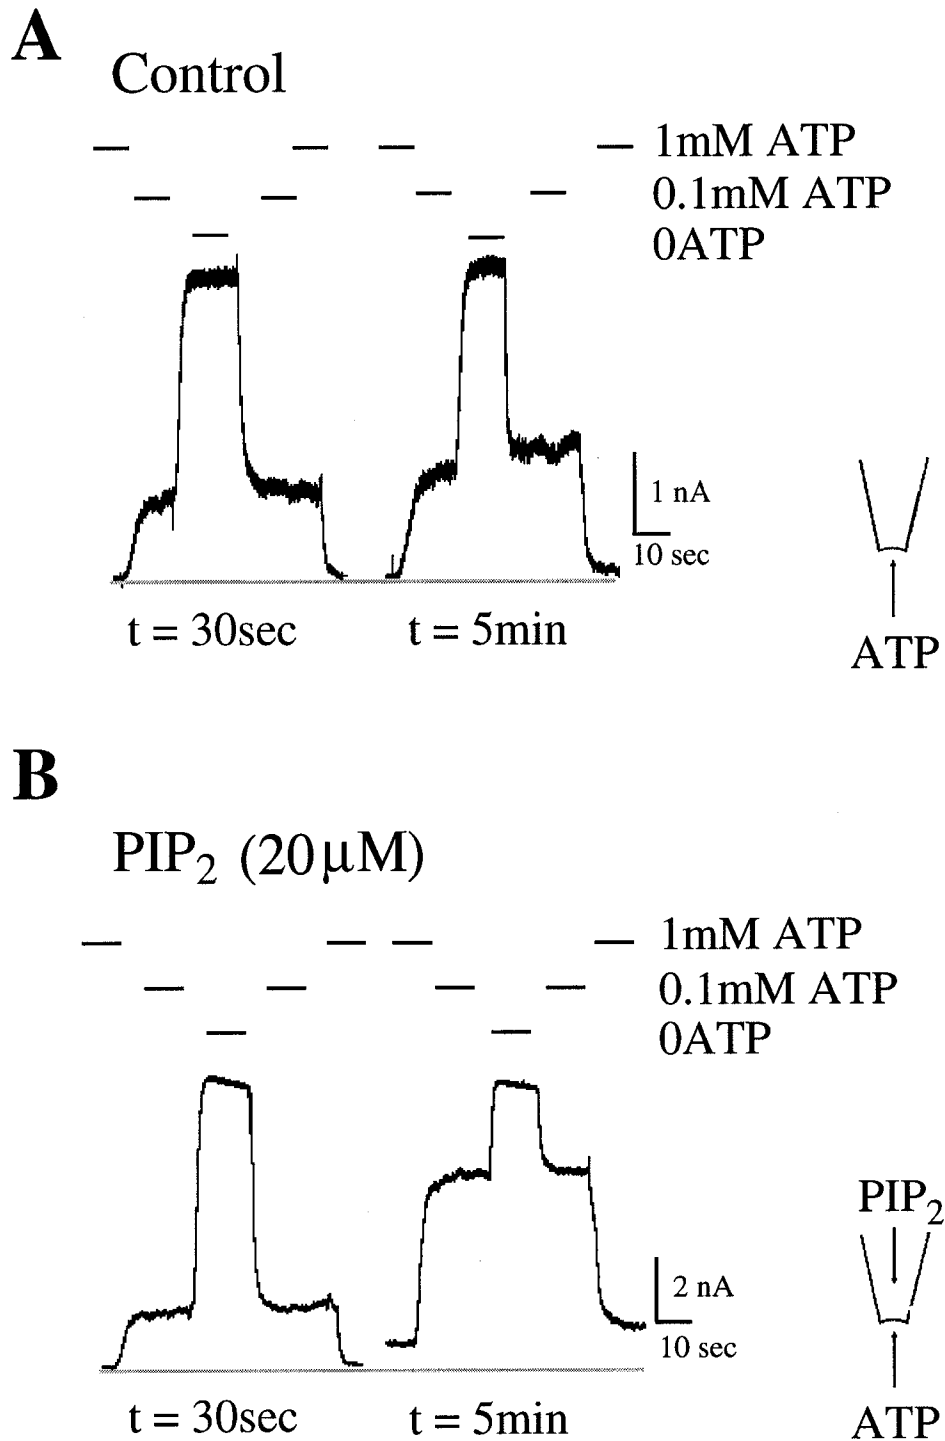 A
Control
1mM ATP
0.1mM ATP
0ATP
1 nA
10 sec
t = 30sec
t = 5min
ATP
B
PIP2 (20μM)
1mM ATP
0.1mM ATP
0ATP
PIP2
2 nA
10 sec
t = 30sec
t = 5min
ATP